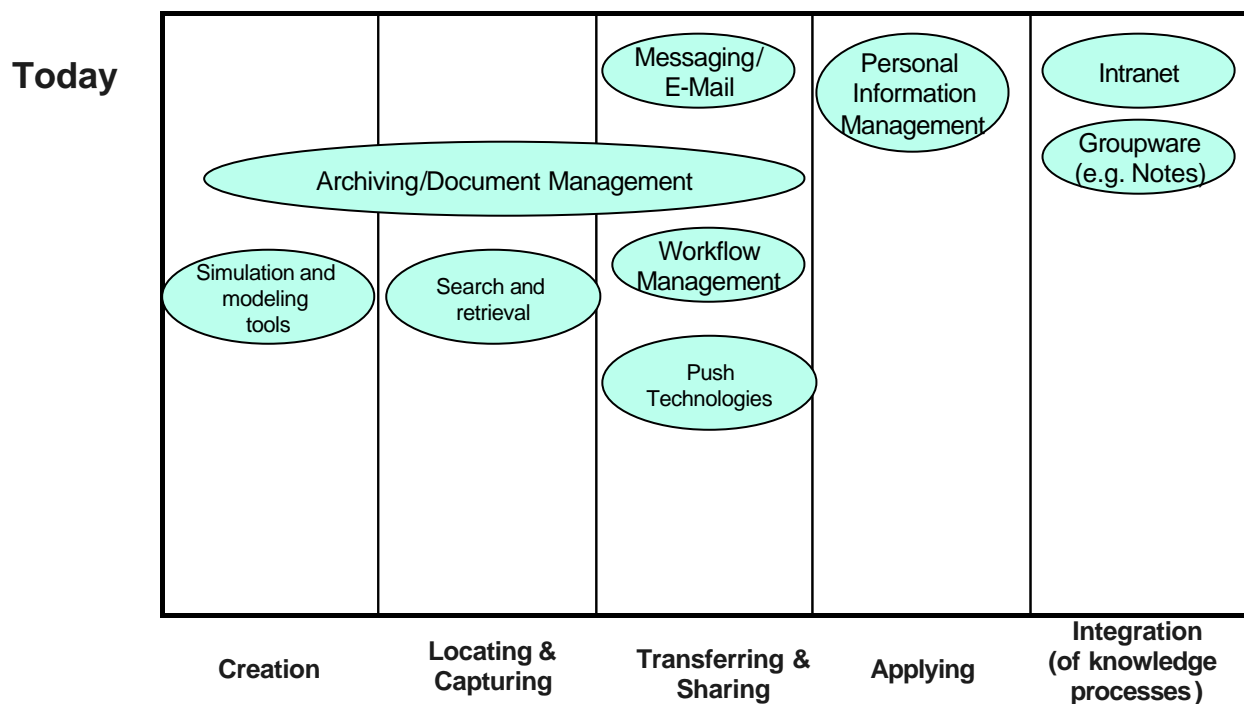 Today
Messaging/
E-Mail
Personal
Information
Management
Intranet
Groupware
(e.g. Notes)
Archiving/Document Management
Simulation and
modeling
tools
Search and
retrieval
Workflow
Management
Push
Technologies
Creation
Locating &
Capturing
Transferring &
Sharing
Applying
Integration
(of knowledge
processes)